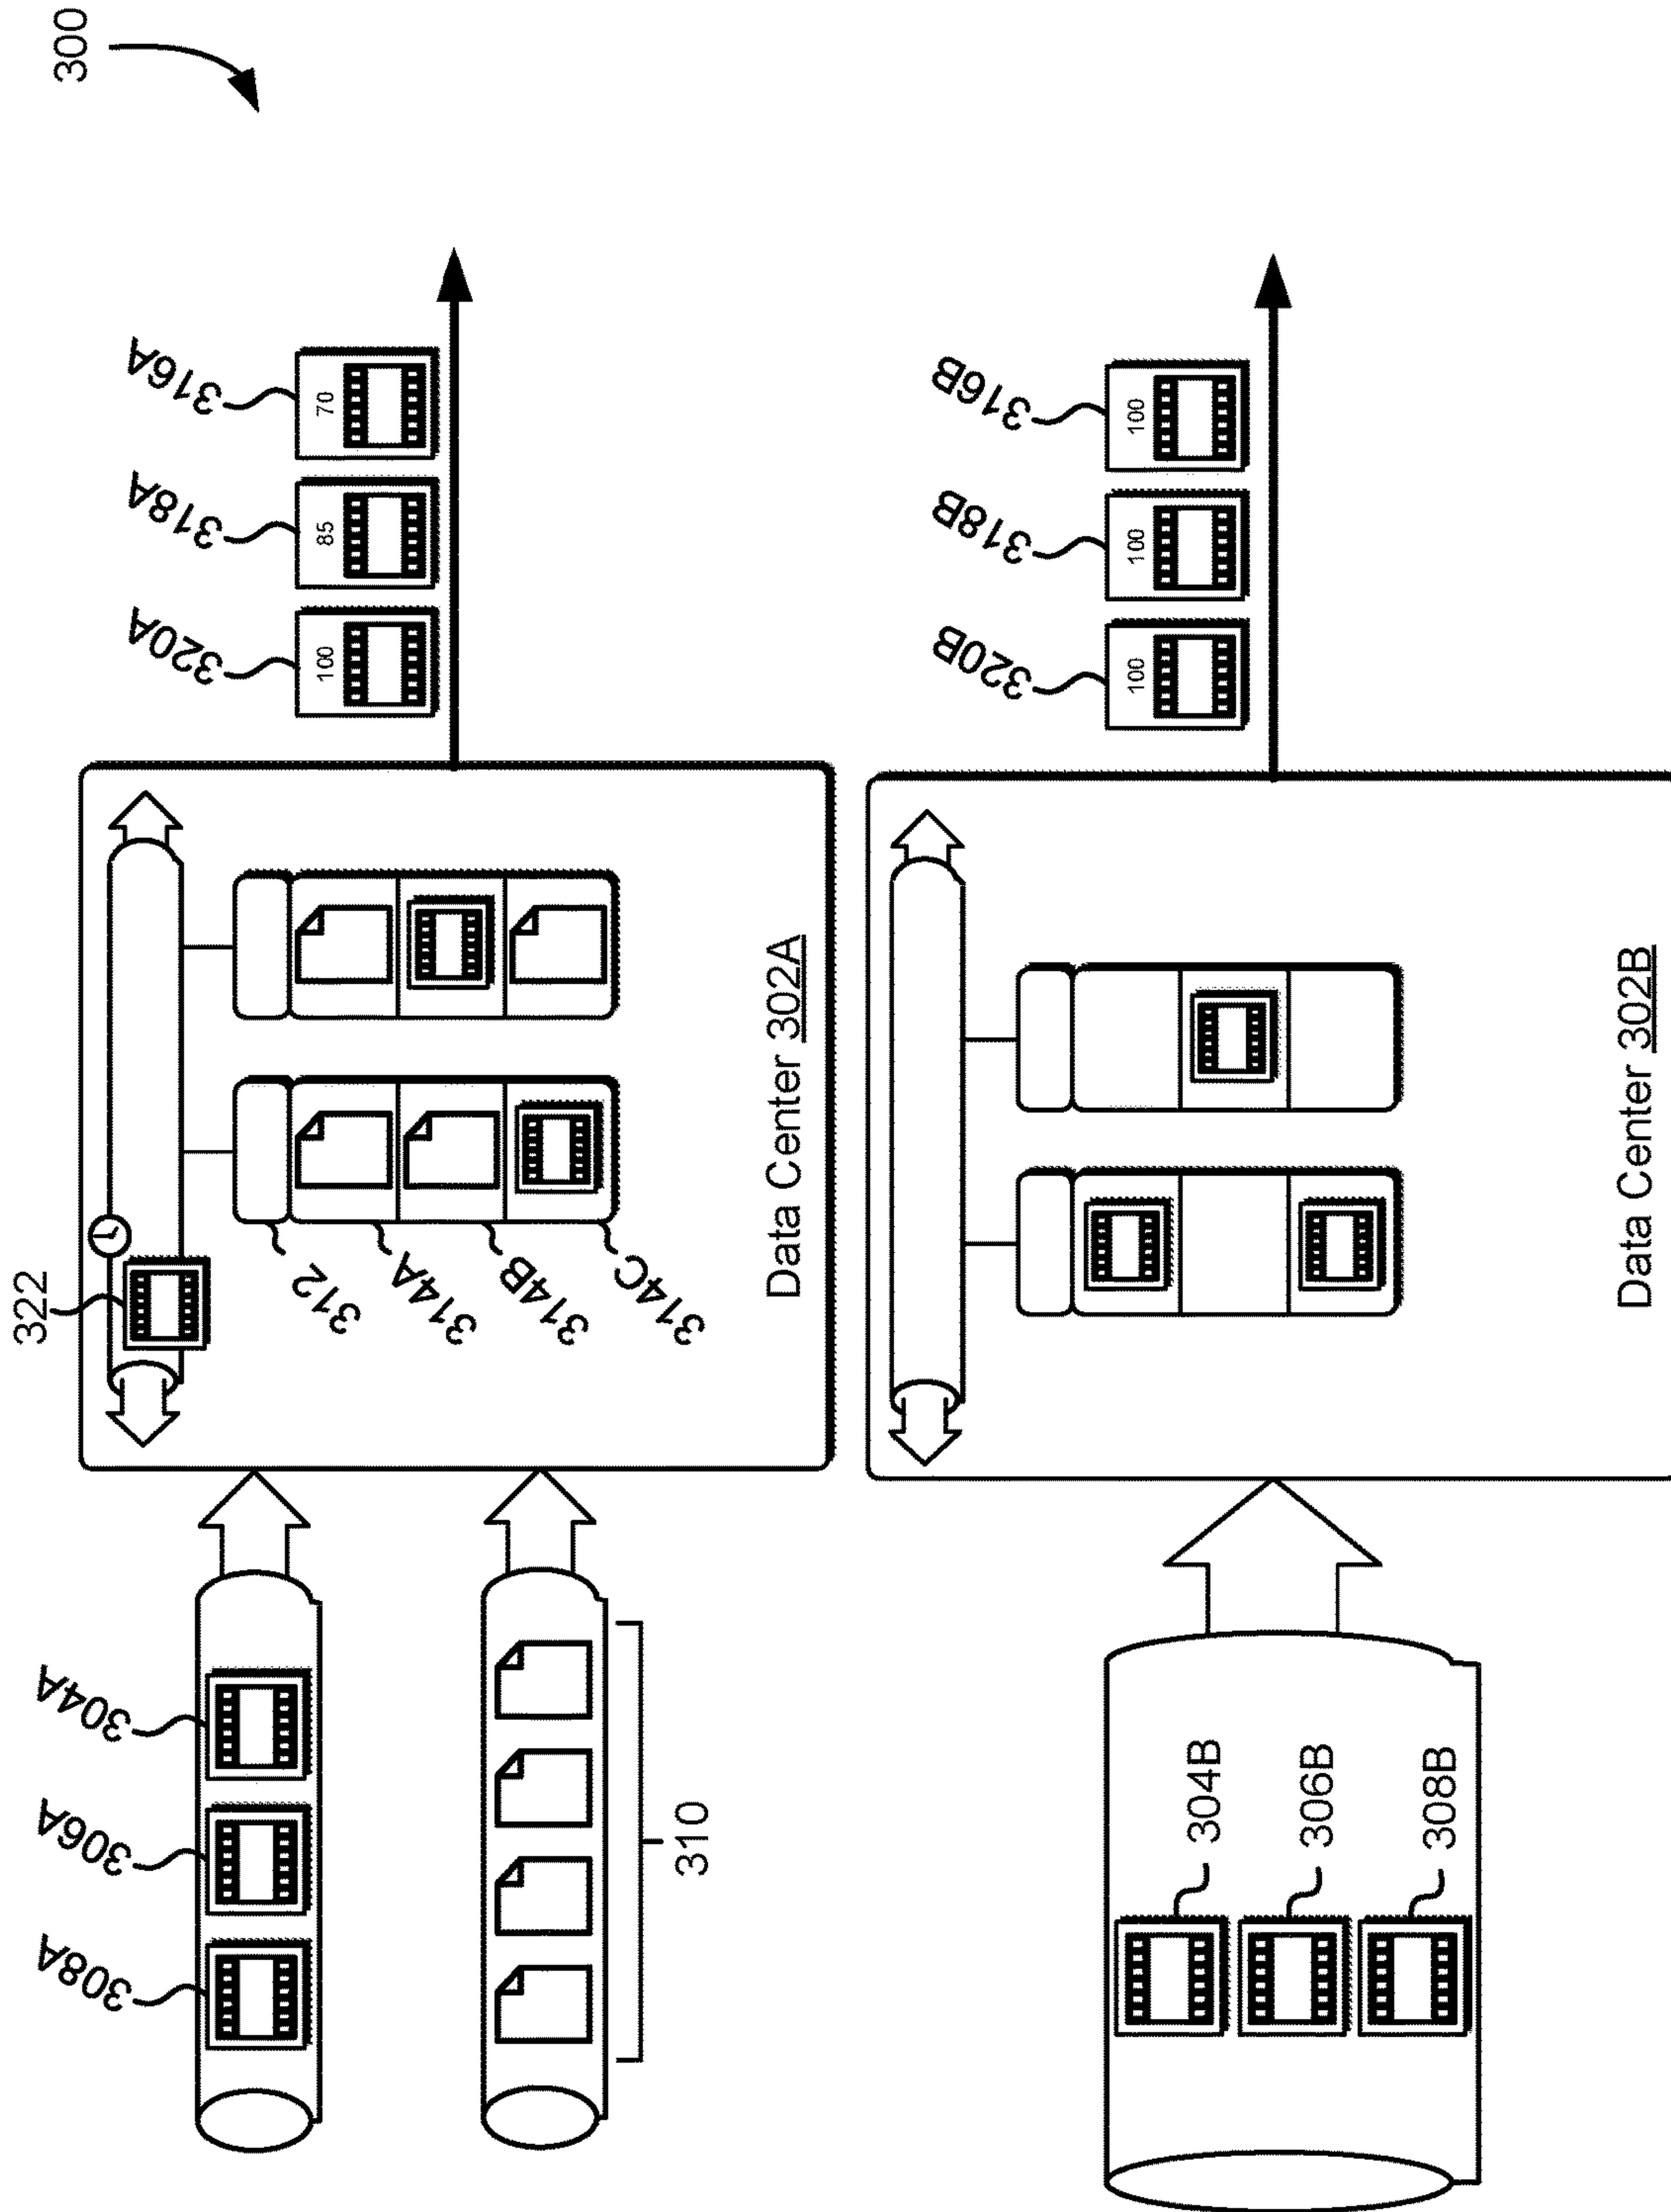 300
316A
318A
320A
70
85
100
322
312
314A
314B
314C
Data Center 302A
304A
306A
308A
310
316B
318B
320B
100
100
100
Data Center 302B
304B
306B
308B